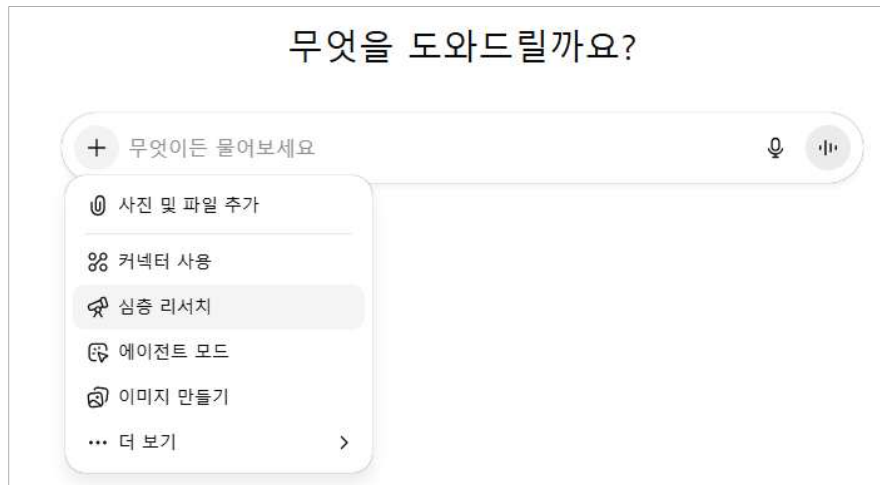 무엇을 도와드릴까요?
무엇이든 물어보세요
사진 및 파일 추가
커넥터 사용
심층 리서치
에이전트 모드
이미지 만들기
더 보기